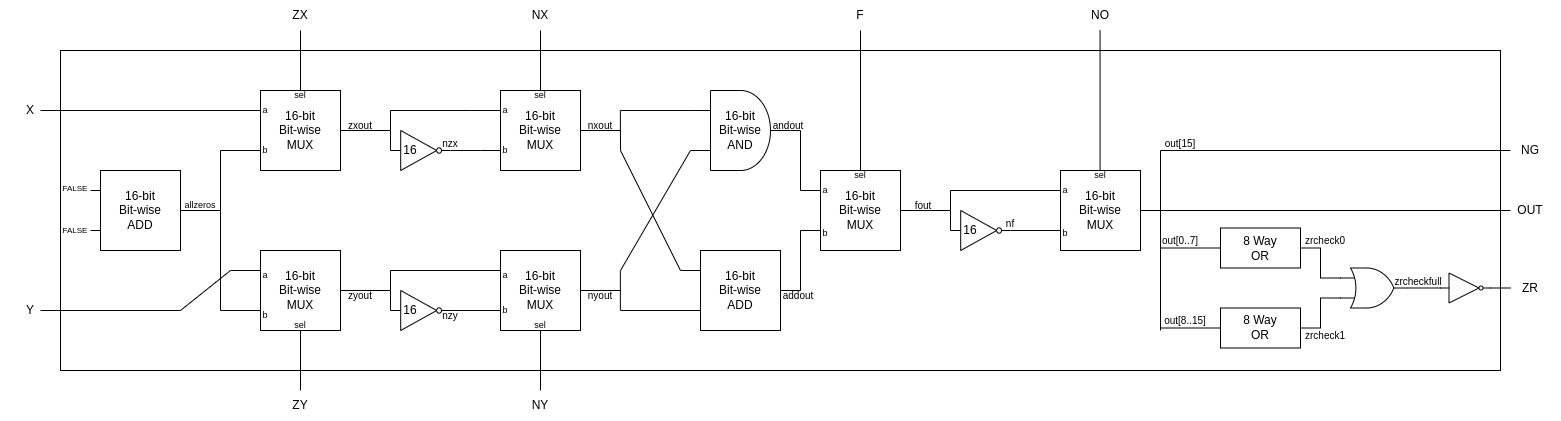 ZX
NX
F
NO
X
Y
ZY
NY
FALSE
FALSE
16-bit
Bit-wise
ADD
allzeros
sel
a
b
16-bit
Bit-wise
MUX
zxout
16
nzx
a
b
16-bit
Bit-wise
MUX
sel
zyout
16
nzy
sel
a
b
16-bit
Bit-wise
MUX
nxout
a
b
16-bit
Bit-wise
MUX
sel
nyout
16-bit
Bit-wise
AND
andout
16-bit
Bit-wise
ADD
addout
sel
a
b
16-bit
Bit-wise
MUX
fout
16
nf
sel
a
b
16-bit
Bit-wise
MUX
out[15]
out[0..7]
8 Way
OR
zrcheck0
out[8..15]
8 Way
OR
zrcheck1
zrcheckfull
NG
OUT
ZR